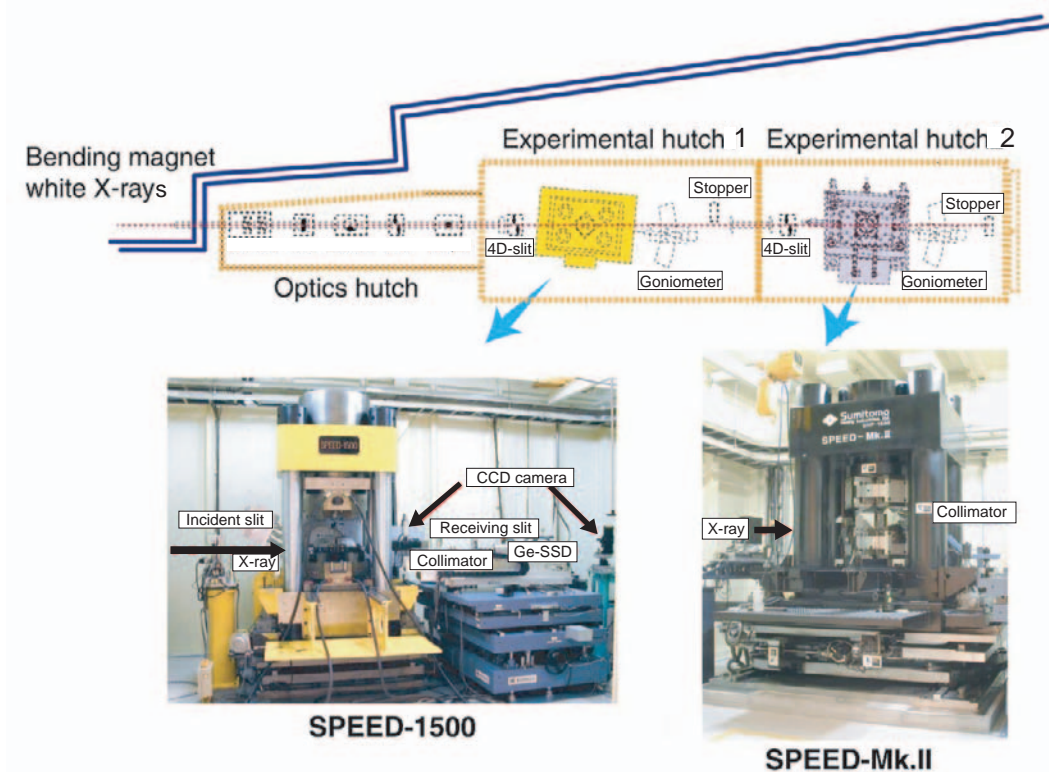 Experimental hutch 1
Experimental hutch 2
Bending magnet
white X-rays
Stopper
Stopper
4D-slit
4D-slit
Goniometer
Goniometer
Optics hutch
Sumitomo
SPEED-Mk.II
SPEED-1500
CCD camera
Incident slit
Receiving slit
X-ray
Collimator
Ge-SSD
X-ray
Collimator
SPEED-1500
SPEED-Mk.II